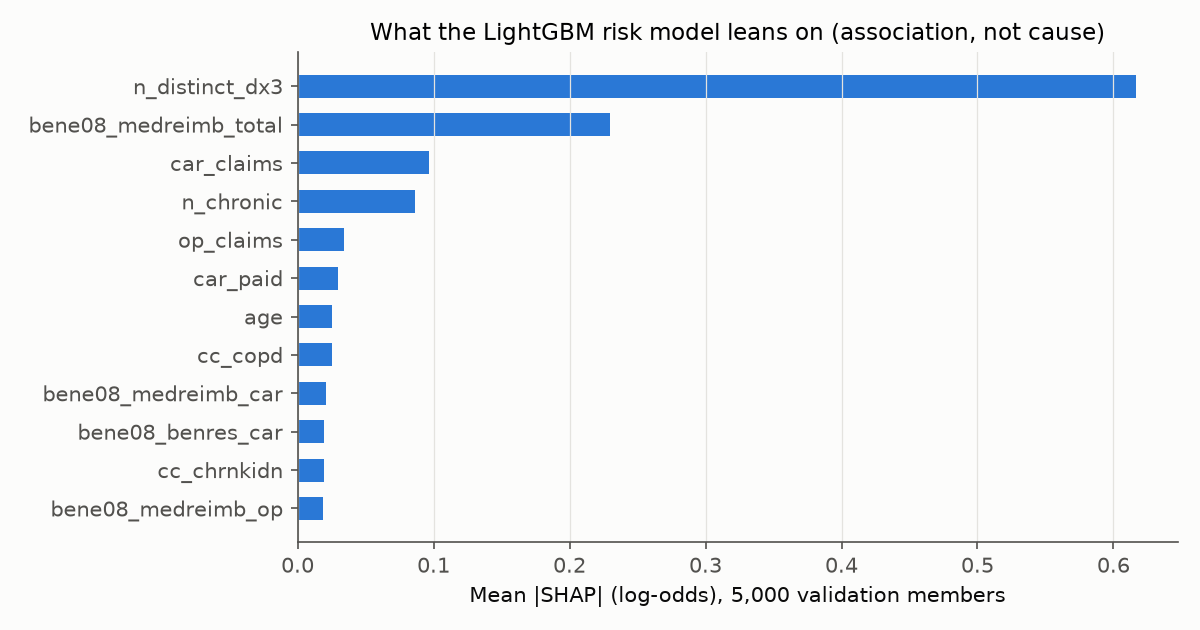 What the LightGBM risk model leans on (association, not cause)
n_distinct_dx3
bene08_medreimb_total
car_claims
n_chronic
op_claims
car_paid
age
cc_copd
bene08_medreimb_car
bene08_benres_car
cc_chrnkidn
bene08_medreimb_op
0.0 0.1 0.2 0.3 0.4 0.5 0.6
Mean |SHAP| (log-odds), 5,000 validation members